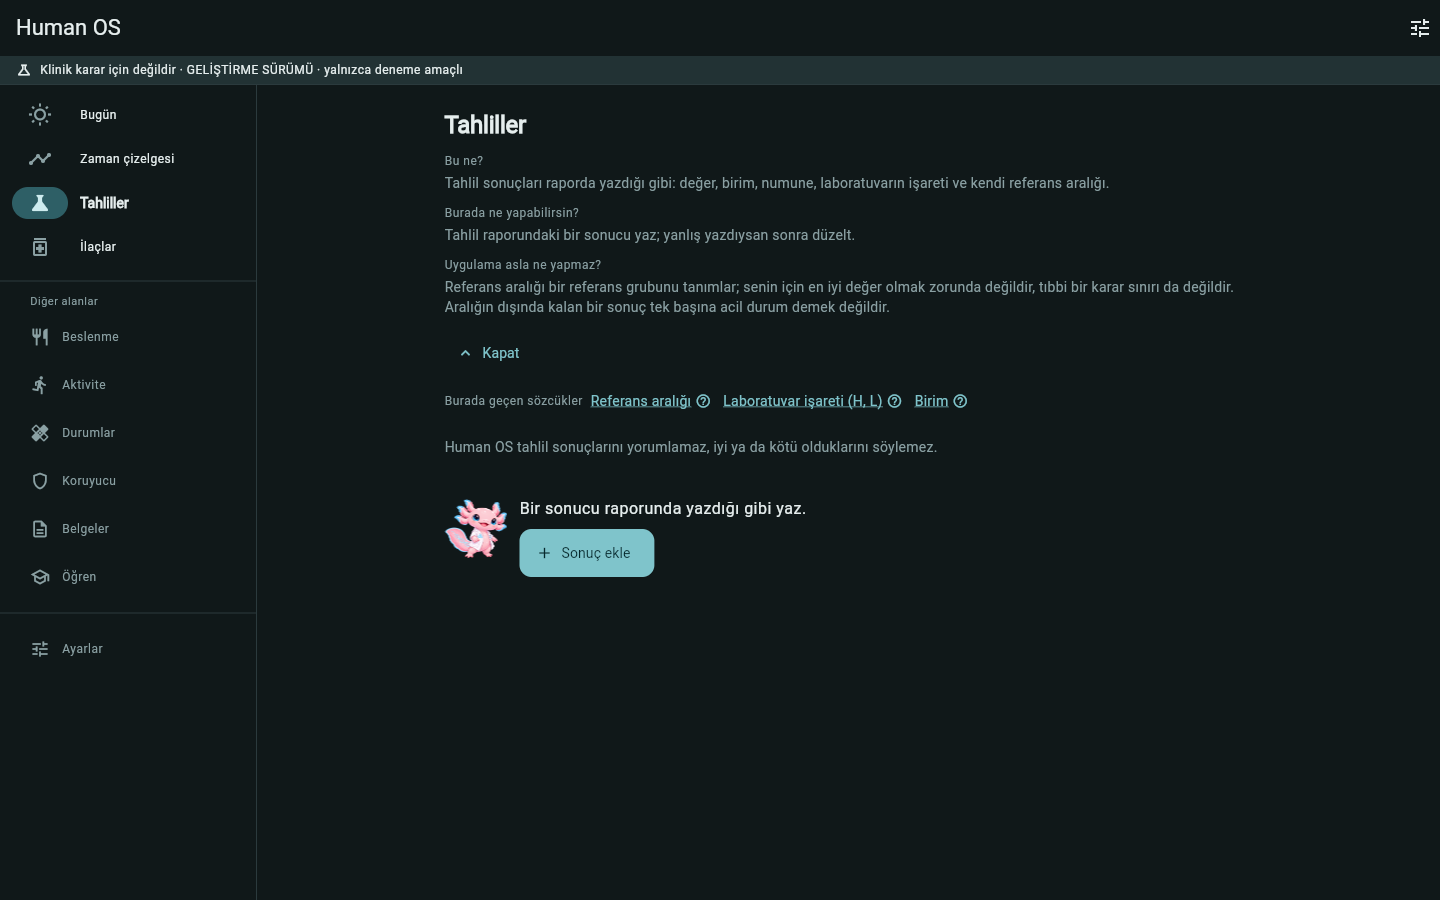 Human OS
Klinik karar için değildir · GELİŞTİRME SÜRÜMÜ · yalnızca deneme amaçlı
Bugün
Zaman çizelgesi
Tahliller
İlaçlar
Diğer alanlar
Beslenme
Aktivite
Durumlar
Koruyucu
Belgeler
Öğren
Ayarlar
Tahliller
Bu ne?
Tahlil sonuçları raporda yazdığı gibi: değer, birim, numune, laboratuvarın işareti ve kendi referans aralığı.
Burada ne yapabilirsin?
Tahlil raporundaki bir sonucu yaz; yanlış yazdıysan sonra düzelt.
Uygulama asla ne yapmaz?
Referans aralığı bir referans grubunu tanımlar; senin için en iyi değer olmak zorunda değildir, tıbbi bir karar sınırı da değildir.
Aralığın dışında kalan bir sonuç tek başına acil durum demek değildir.
Kapat
Burada geçen sözcükler Referans aralığı Laboratuvar işareti (H, L) Birim
Human OS tahlil sonuçlarını yorumlamaz, iyi ya da kötü olduklarını söylemez.
Bir sonucu raporunda yazdığı gibi yaz.
Sonuç ekle